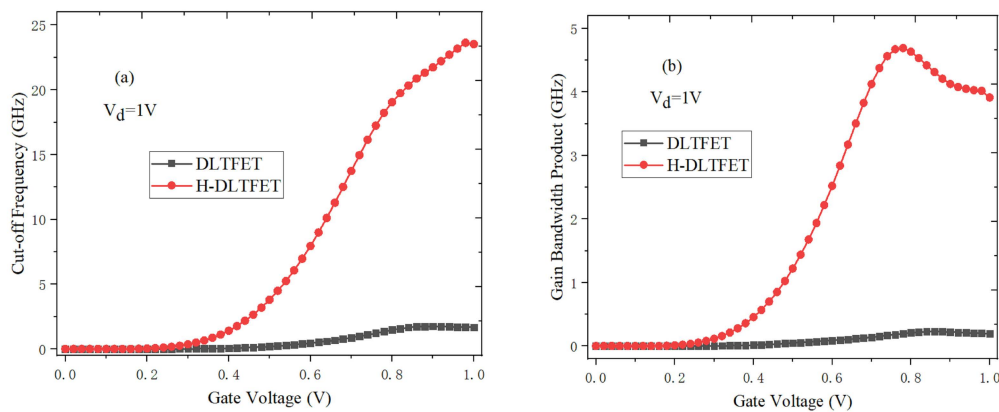 (a)
V_d=1V
DLTFET
H-DLTFET
Cut-off Frequency (GHz)
25
20
15
10
5
0
0.0 0.2 0.4 0.6 0.8 1.0
Gate Voltage (V)
(b)
V_d=1V
DLTFET
H-DLTFET
Gain Bandwidth Product (GHz)
5
4
3
2
1
0
0.0 0.2 0.4 0.6 0.8 1.0
Gate Voltage (V)